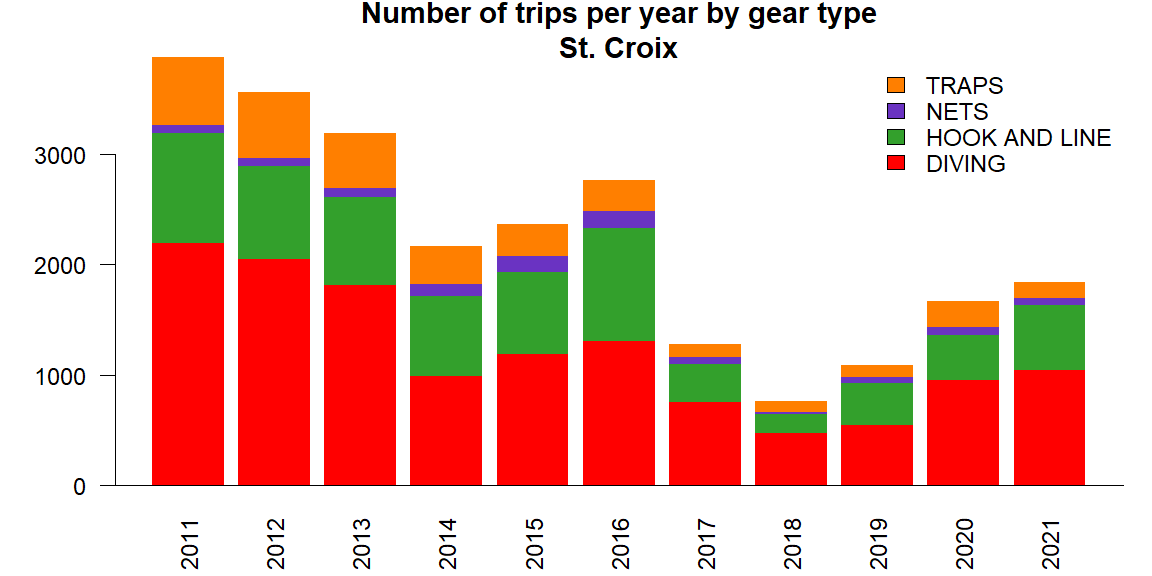 Number of trips per year by gear type
St. Croix
TRAPS
NETS
HOOK AND LINE
DIVING
3000
2000
1000
0
2011
2012
2013
2014
2015
2016
2017
2018
2019
2020
2021